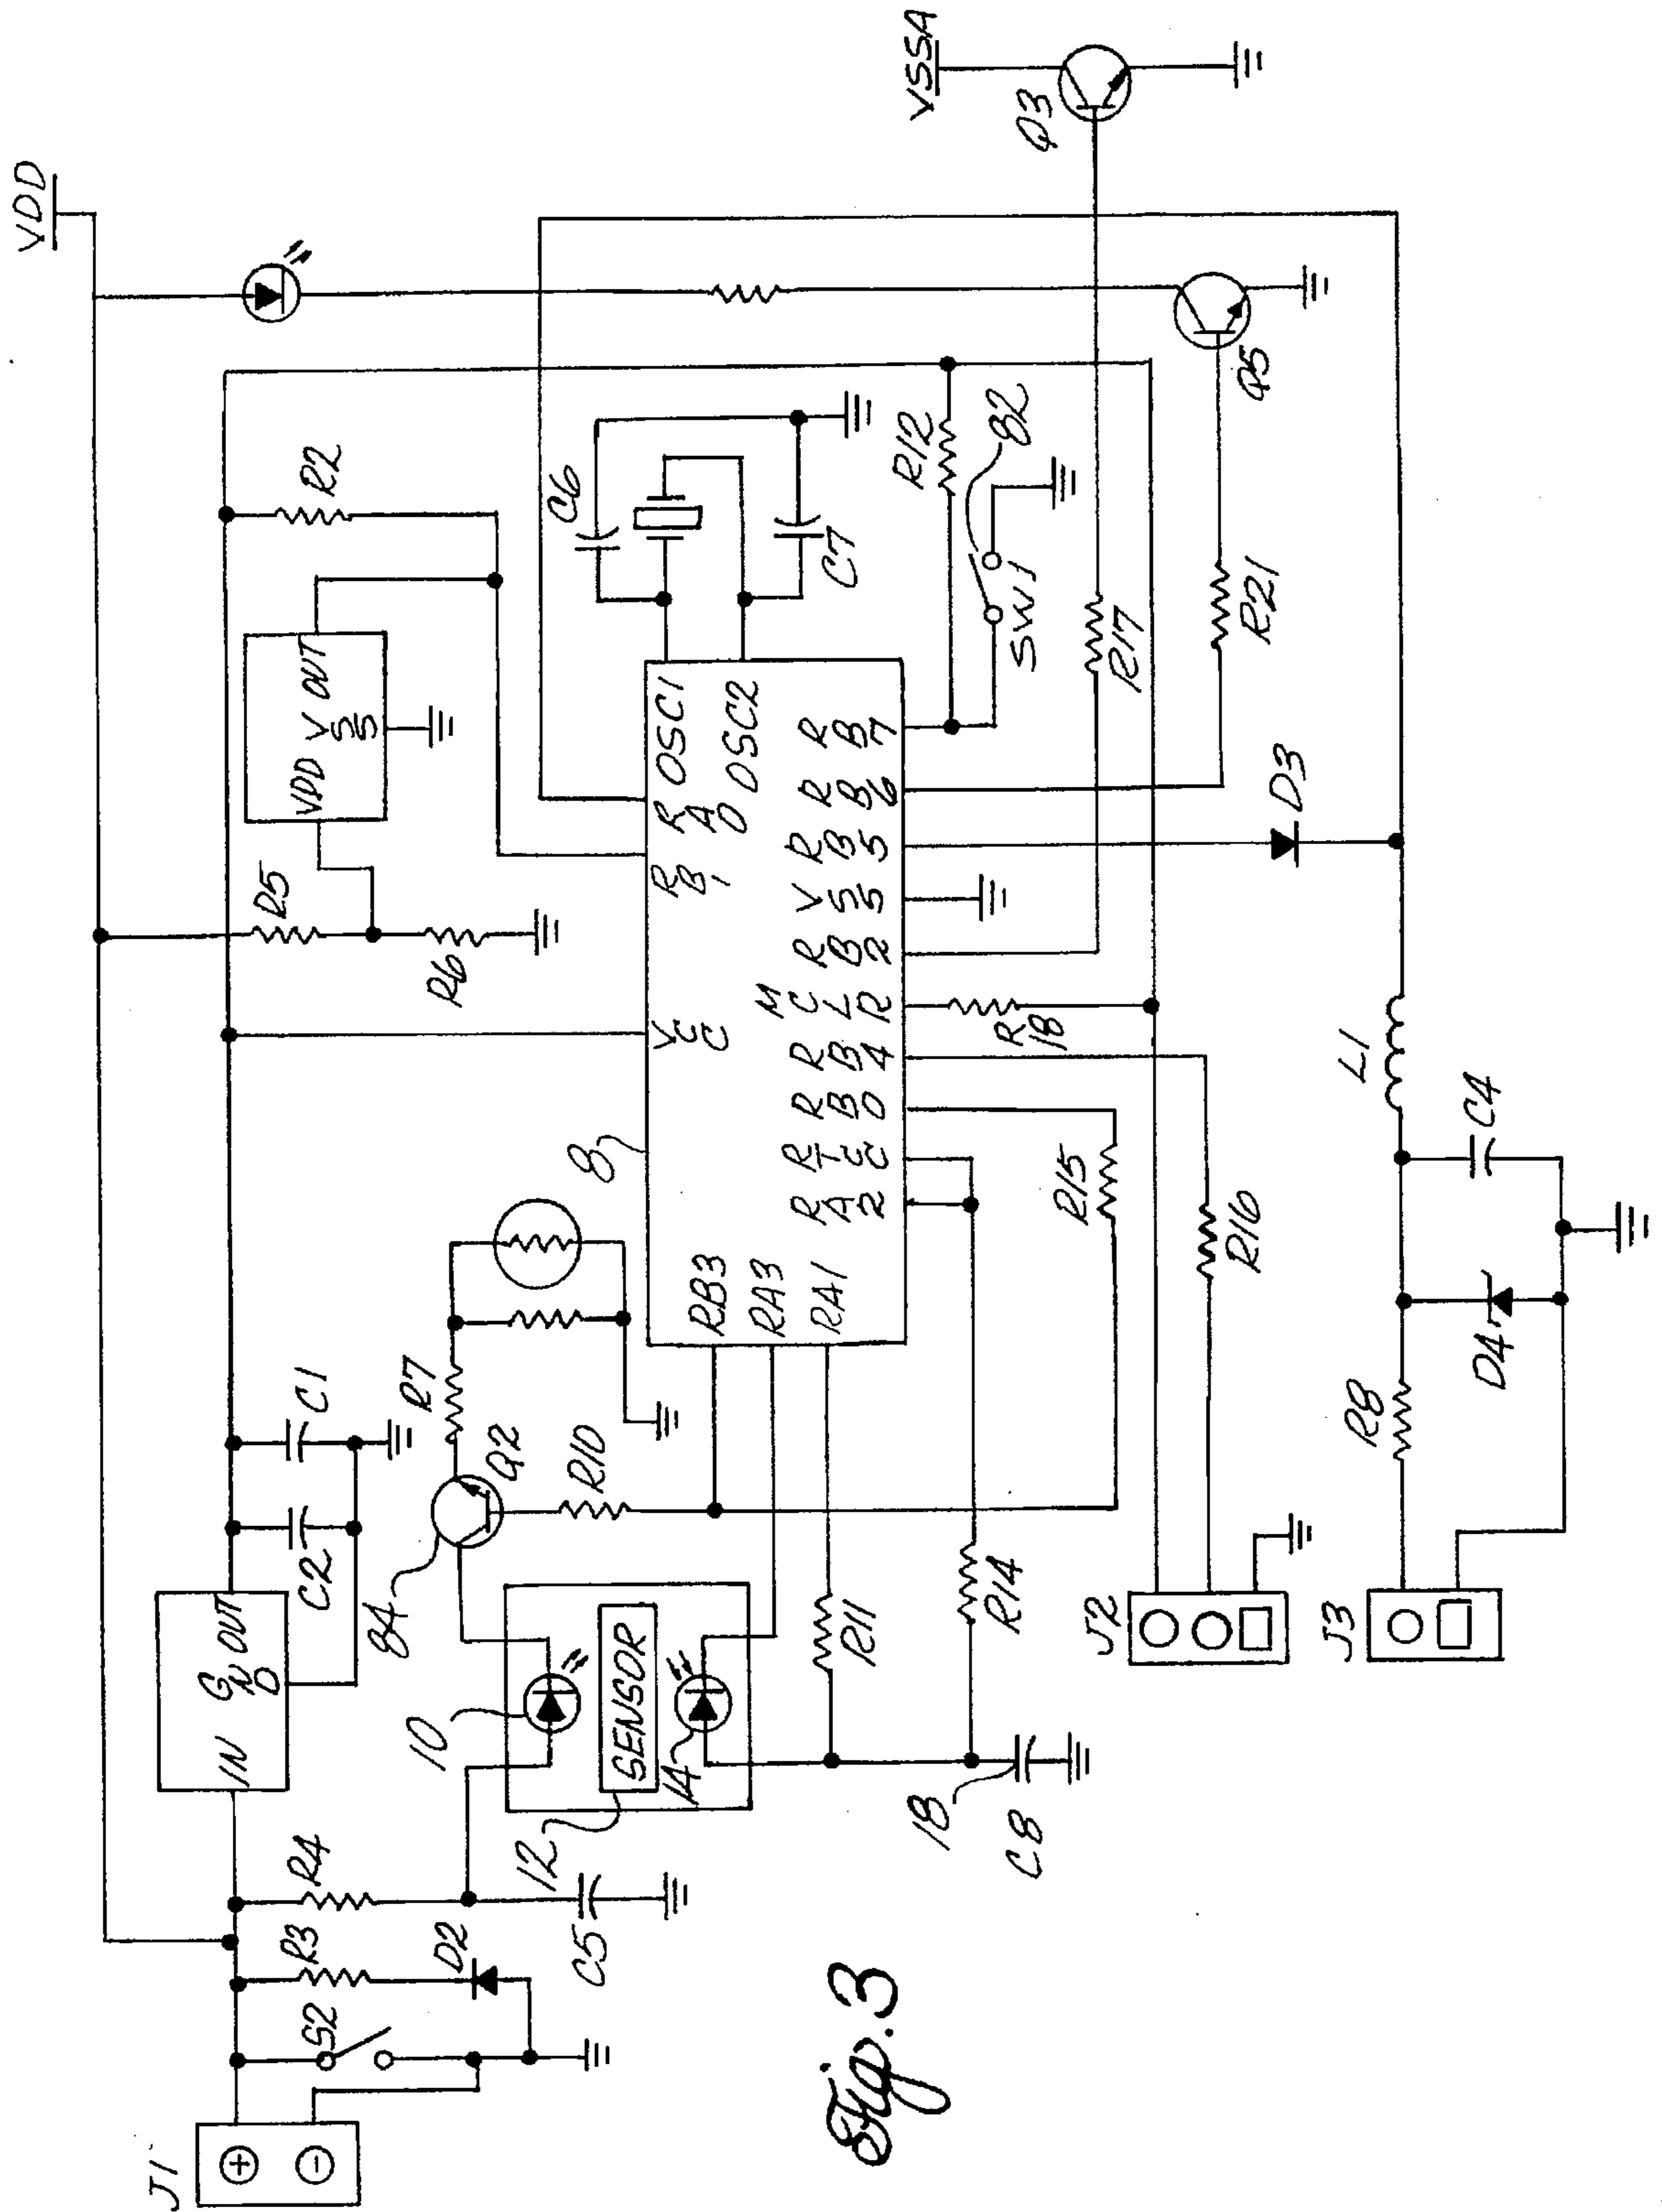 VDD
J1
S2
R3
D2
R4
C5
IN
GND
OUT
C2
C1
R5
R6
VDD
VSS
OUT
R2
10
12
SENSOR
14
84
Q2
R7
R10
8
VCC
RB1
RA0
OSC1
OSC2
C6
C7
RB3
RA3
RA1
RA2
RTCC
RB0
RB4
MCLR
RB2
VSS
RB5
RB6
RB7
R12
82
SW1
VSSA
Q3
R17
R21
Q5
18
C8
R11
R14
R15
R18
R16
J2
J3
R8
D4
C4
L1
D3
Fig. 3